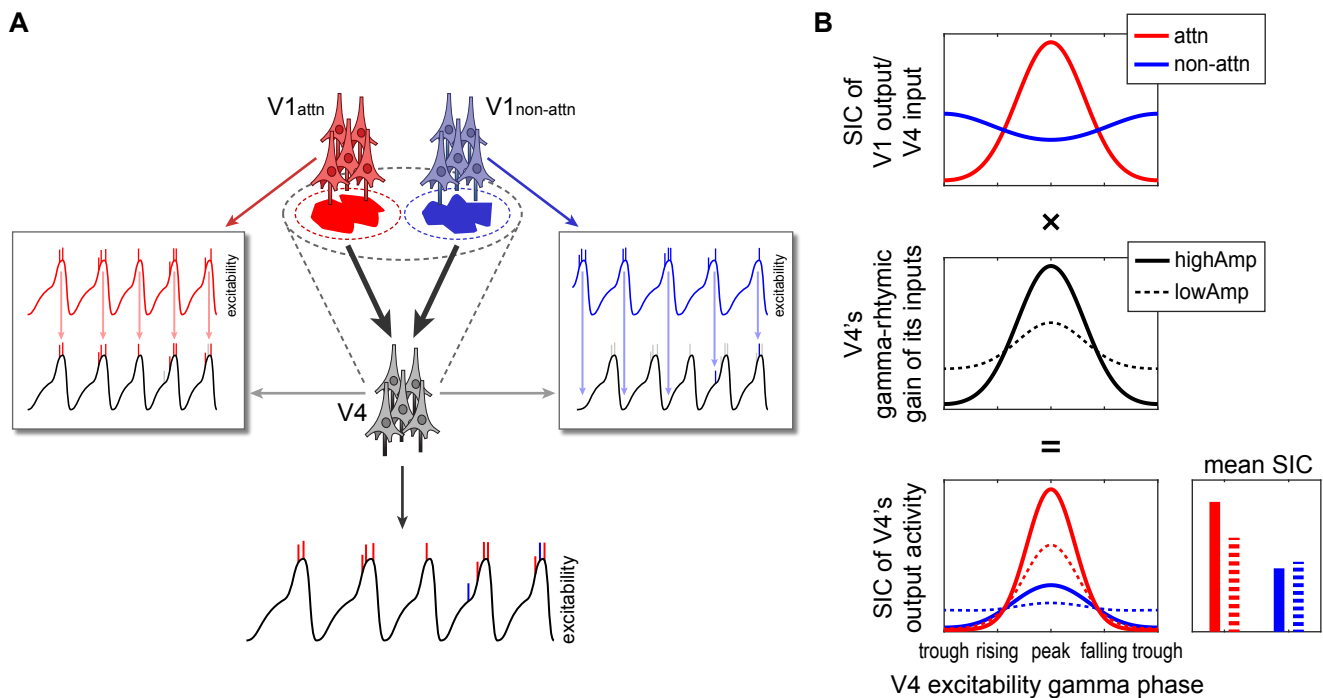 A
V1attn
V1non-attn
excitability
excitability
V4
excitability
B
attn
non-attn
SIC of
V1 output/
V4 input
×
highAmp
lowAmp
V4's
gamma-rhtymic
gain of its inputs
=
mean SIC
SIC of V4's
output activity
trough rising peak falling trough
V4 excitability gamma phase